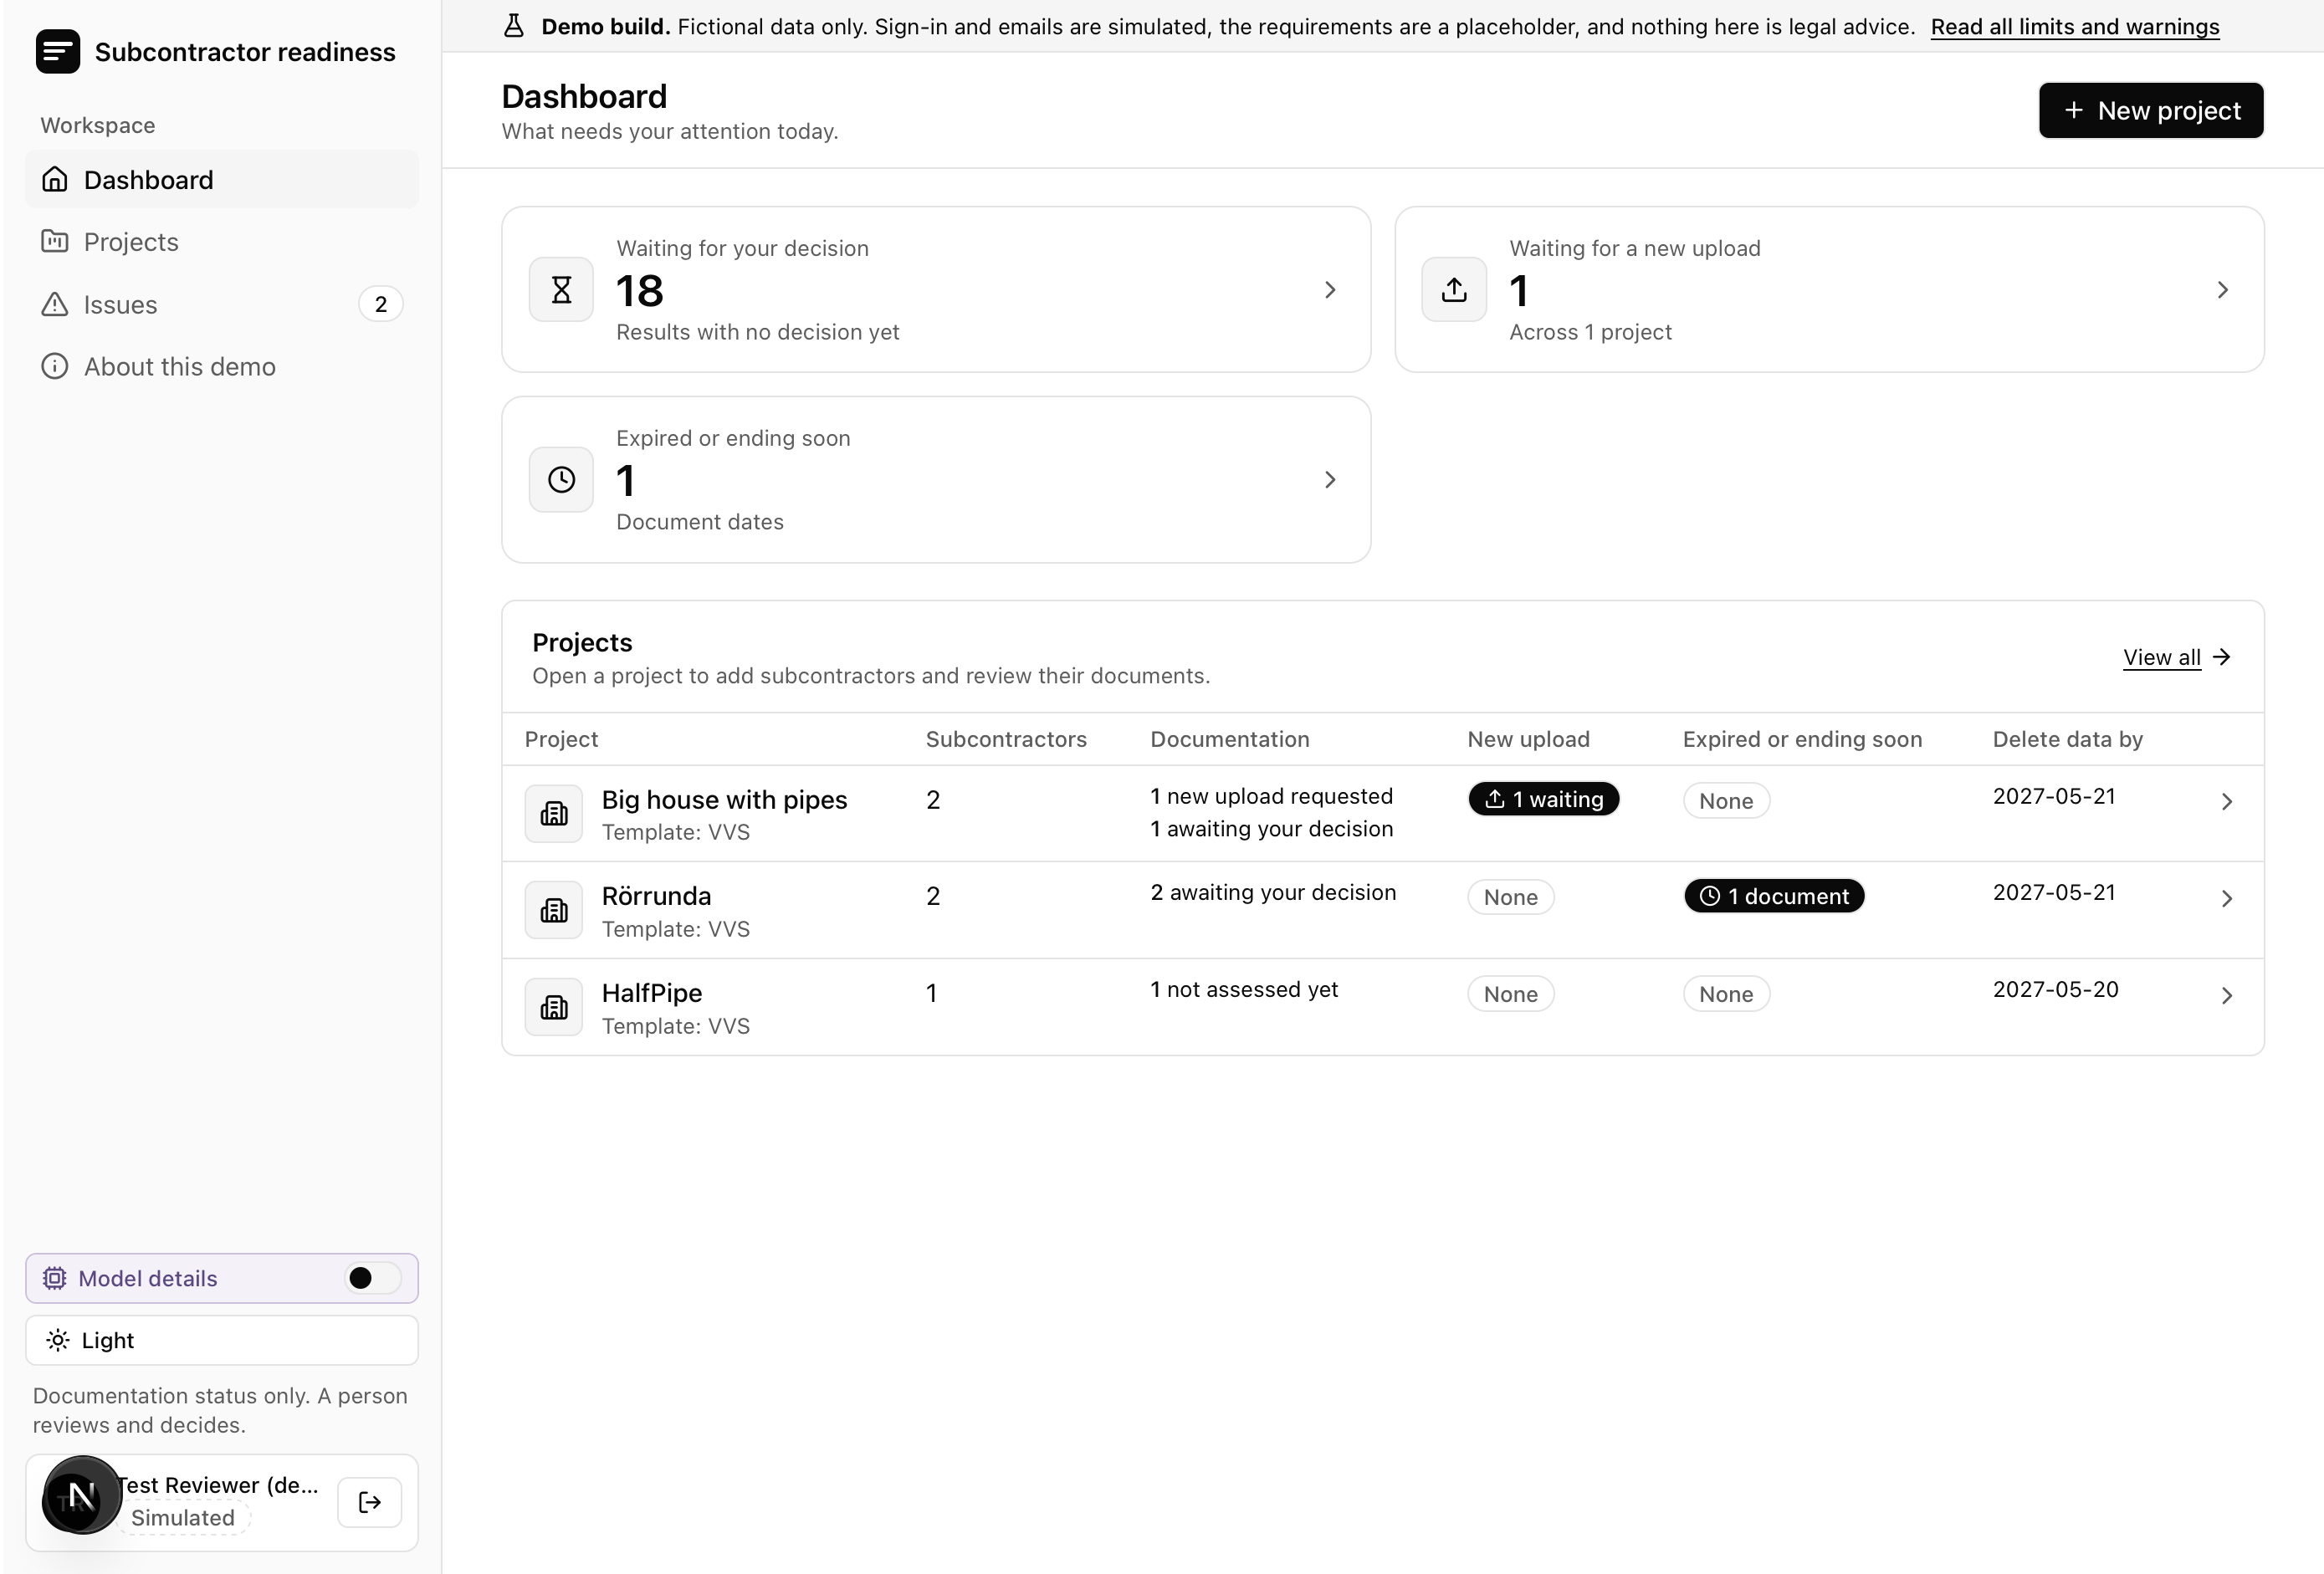 Subcontractor readiness
Workspace
Dashboard
Projects
Issues 2
About this demo
Model details
Light
Documentation status only. A person
reviews and decides.
N
Test Reviewer (de...
Simulated
Demo build. Fictional data only. Sign-in and emails are simulated, the requirements are a placeholder, and nothing here is legal advice. Read all limits and warnings
Dashboard
What needs your attention today.
+ New project
Waiting for your decision
18
Results with no decision yet
Waiting for a new upload
1
Across 1 project
Expired or ending soon
1
Document dates
Projects
Open a project to add subcontractors and review their documents.
View all →
Project Subcontractors Documentation New upload Expired or ending soon Delete data by
Big house with pipes 2 1 new upload requested 1 waiting None 2027-05-21
Template: VVS 1 awaiting your decision
Rörrunda 2 2 awaiting your decision None 1 document 2027-05-21
Template: VVS
HalfPipe 1 1 not assessed yet None None 2027-05-20
Template: VVS